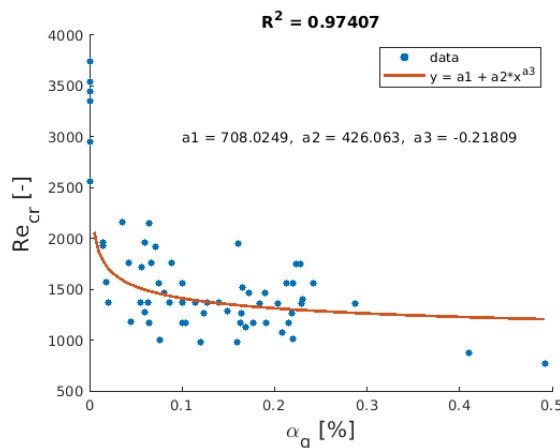 R² = 0.97407
data
y = a1 + a2*x^a3
a1 = 708.0249, a2 = 426.063, a3 = -0.21809
Re_cr [-]
4000
3500
3000
2500
2000
1500
1000
500
0
0.1
0.2
0.3
0.4
0.5
α_g [%]